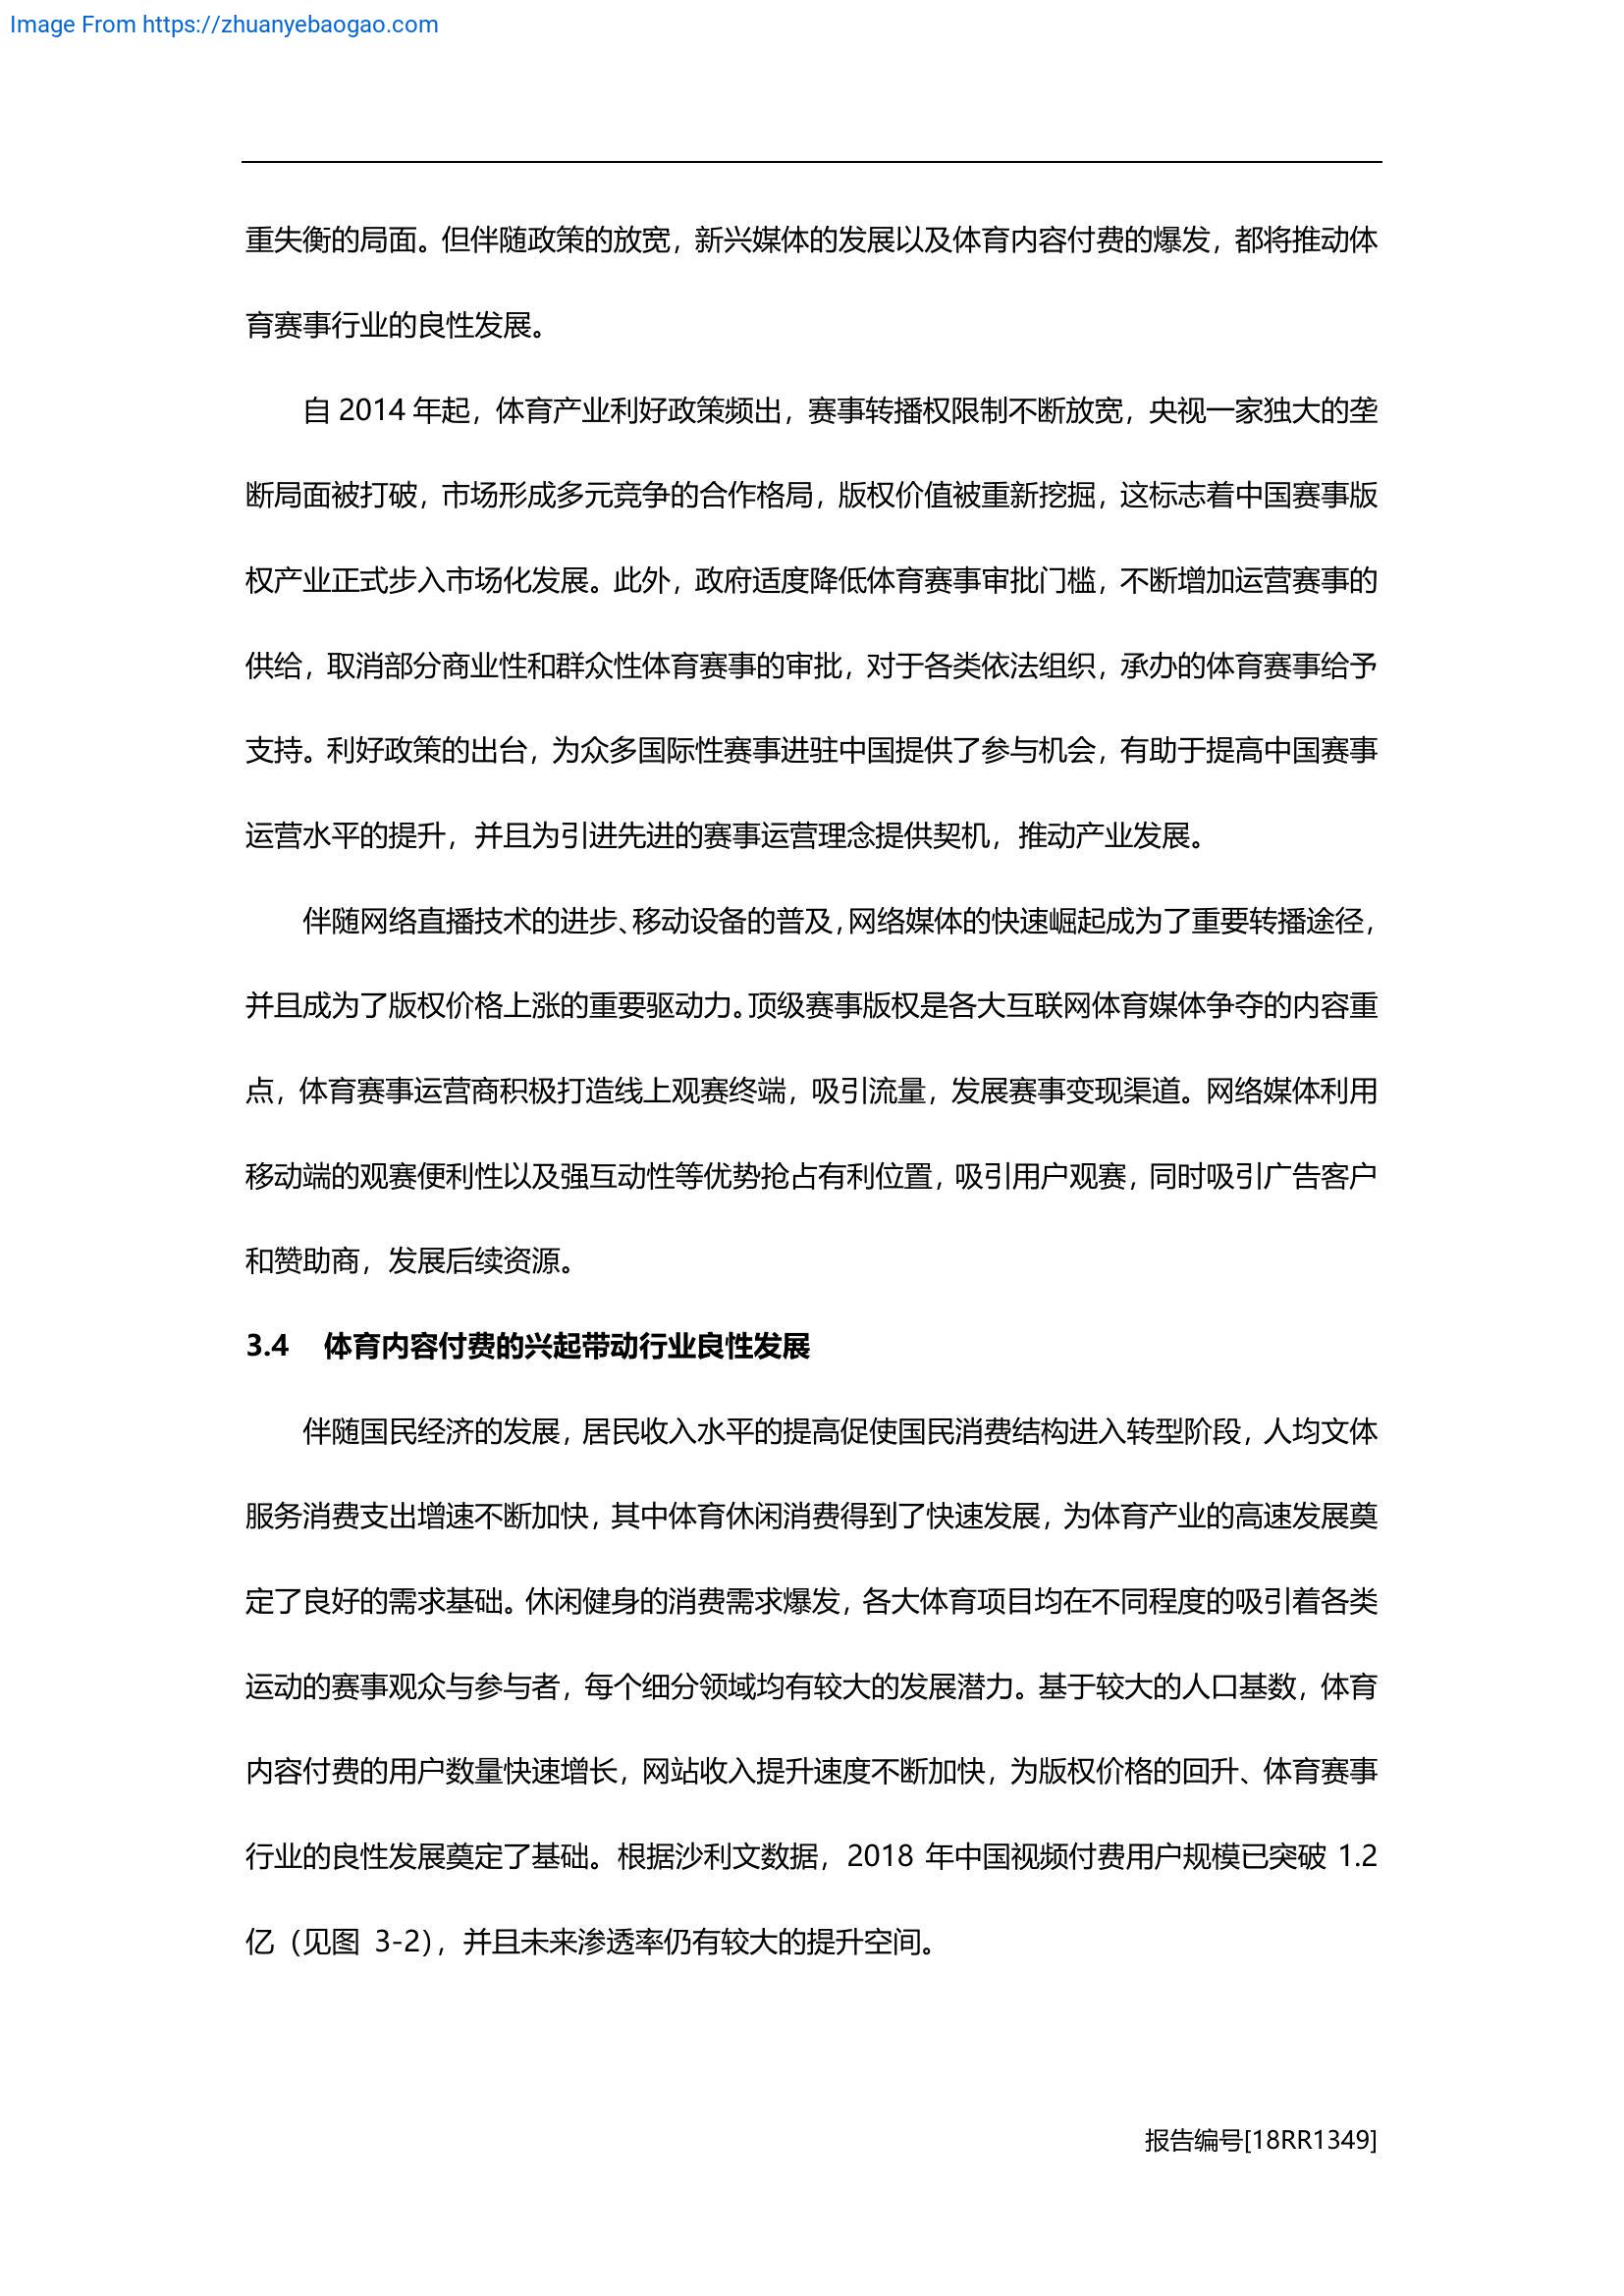 Image From https://zhuanyebaogao.com
重失衡的局面。但伴随政策的放宽，新兴媒体的发展以及体育内容付费的爆发，都将推动体
育赛事行业的良性发展。
自 2014 年起，体育产业利好政策频出，赛事转播权限制不断放宽，央视一家独大的垄
断局面被打破，市场形成多元竞争的合作格局，版权价值被重新挖掘，这标志着中国赛事版
权产业正式步入市场化发展。此外，政府适度降低体育赛事审批门槛，不断增加运营赛事的
供给，取消部分商业性和群众性体育赛事的审批，对于各类依法组织，承办的体育赛事给予
支持。利好政策的出台，为众多国际性赛事进驻中国提供了参与机会，有助于提高中国赛事
运营水平的提升，并且为引进先进的赛事运营理念提供契机，推动产业发展。
伴随网络直播技术的进步、移动设备的普及，网络媒体的快速崛起成为了重要转播途径，
并且成为了版权价格上涨的重要驱动力。顶级赛事版权是各大互联网体育媒体争夺的内容重
点，体育赛事运营商积极打造线上观赛终端，吸引流量，发展赛事变现渠道。网络媒体利用
移动端的观赛便利性以及强互动性等优势抢占有利位置，吸引用户观赛，同时吸引广告客户
和赞助商，发展后续资源。
3.4 体育内容付费的兴起带动行业良性发展
伴随国民经济的发展，居民收入水平的提高促使国民消费结构进入转型阶段，人均文体
服务消费支出增速不断加快，其中体育休闲消费得到了快速发展，为体育产业的高速发展奠
定了良好的需求基础。休闲健身的消费需求爆发，各大体育项目均在不同程度的吸引着各类
运动的赛事观众与参与者，每个细分领域均有较大的发展潜力。基于较大的人口基数，体育
内容付费的用户数量快速增长，网站收入提升速度不断加快，为版权价格的回升、体育赛事
行业的良性发展奠定了基础。根据沙利文数据，2018 年中国视频付费用户规模已突破 1.2
亿（见图 3-2），并且未来渗透率仍有较大的提升空间。
报告编号[18RR1349]